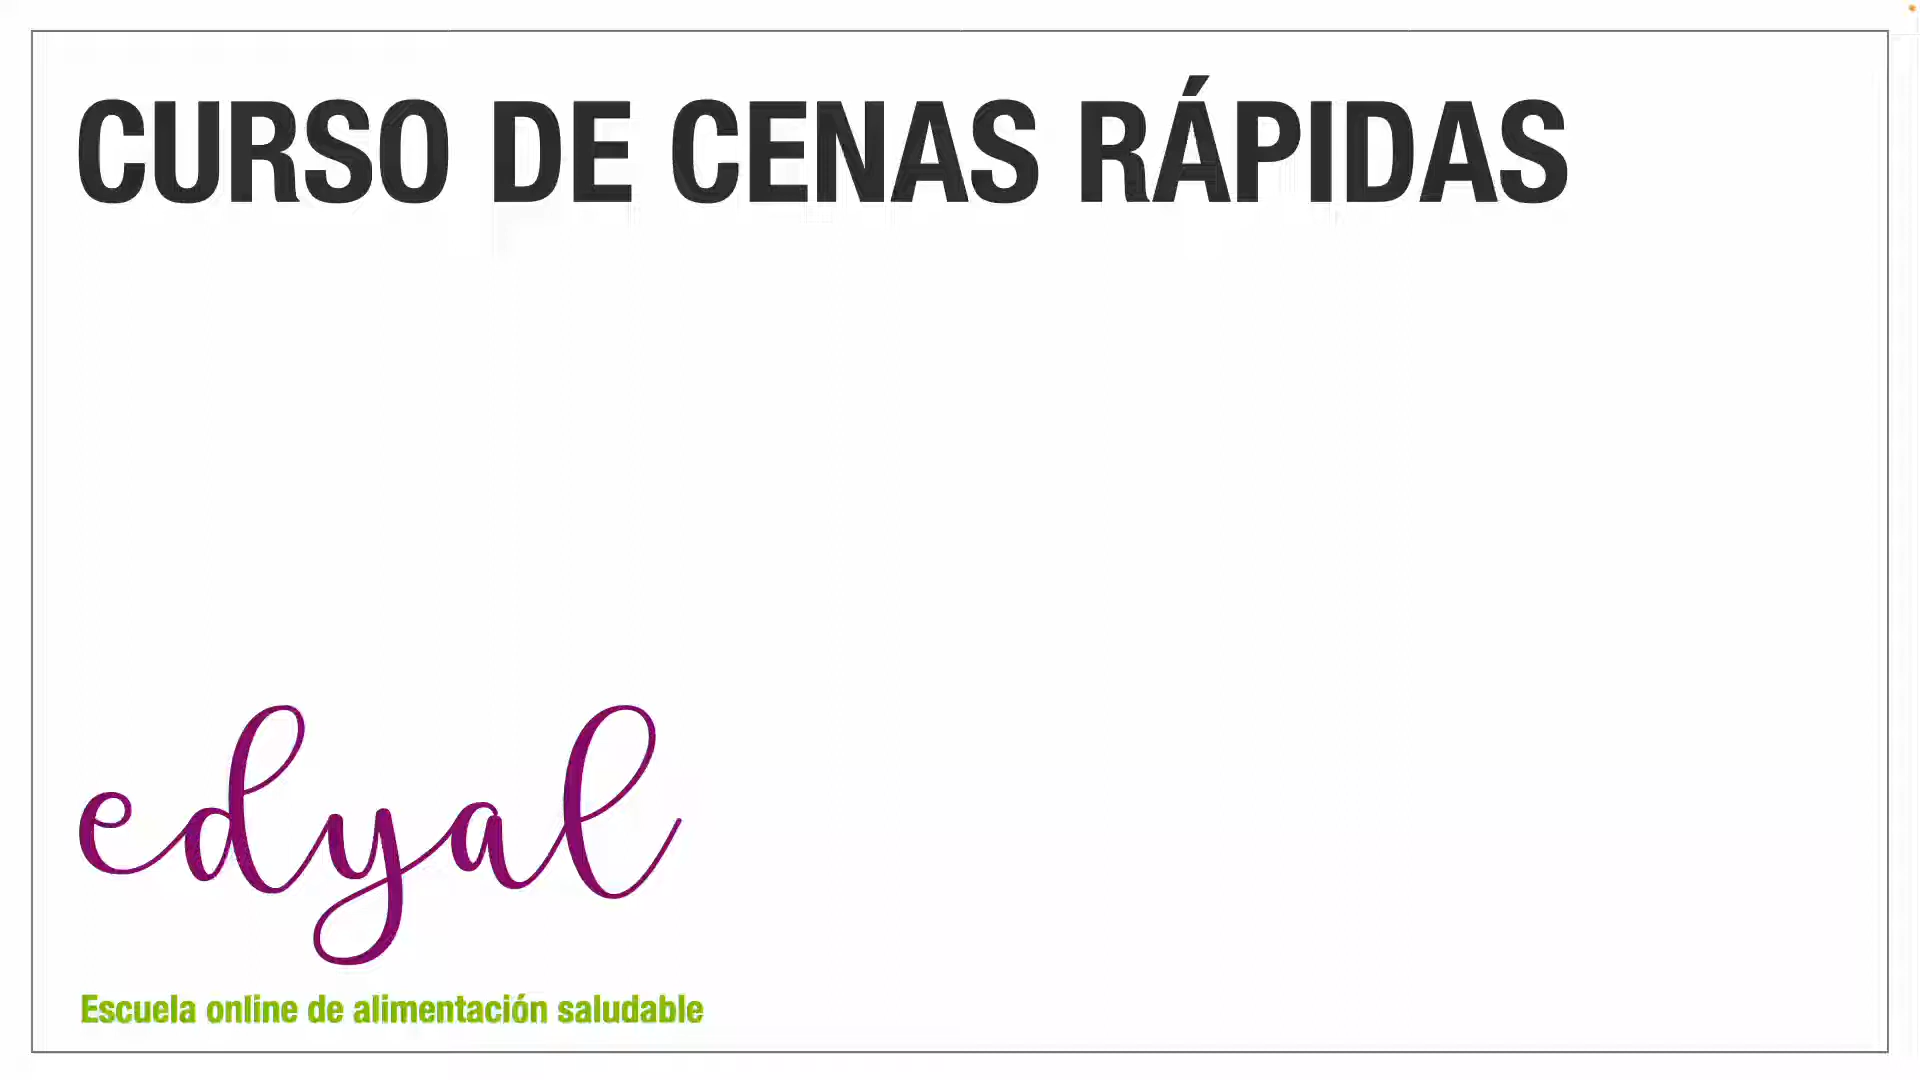 CURSO DE CENAS RÁPIDAS
edyal
Escuela online de alimentación saludable